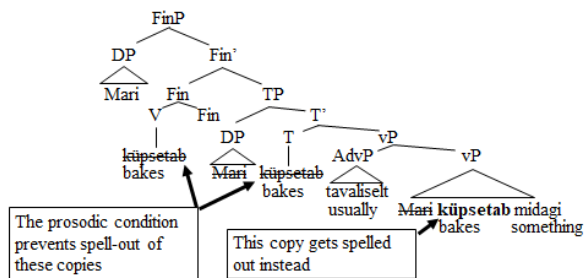 FinP
DP Fin'
Mari Fin TP
V Fin DP T'
küpsetab Mari T vP
bakes küpsetab AdvP vP
bakes tavaliselt
usually Mari küpsetab midagi
bakes something
The prosodic condition
prevents spell-out of
these copies
This copy gets spelled
out instead